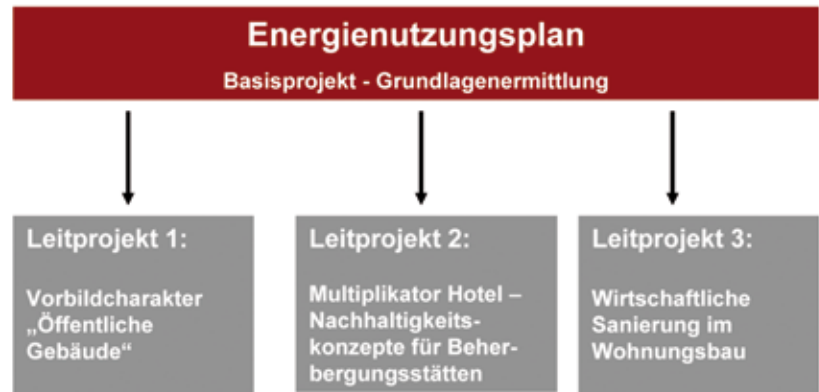 Energienutzungsplan
Basisprojekt - Grundlagenermittlung
Leitprojekt 1:
Vorbildcharakter
„Öffentliche
Gebäude“
Leitprojekt 2:
Multiplikator Hotel –
Nachhaltigkeits-
konzepte für Beher-
bergungsstätten
Leitprojekt 3:
Wirtschaftliche
Sanierung im
Wohnungsbau